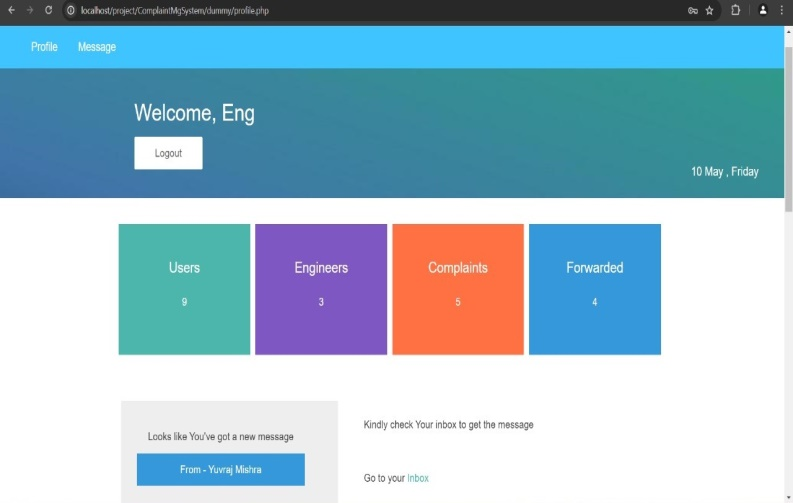 localhost/project/ComplaintMgSystem/dummy/profile.php
Profile Message
Welcome, Eng
Logout
10 May , Friday
Users Engineers Complaints Forwarded
9 3 5 4
Looks like You've got a new message
Kindly check Your inbox to get the message
From - Yuvraj Mishra
Go to your Inbox